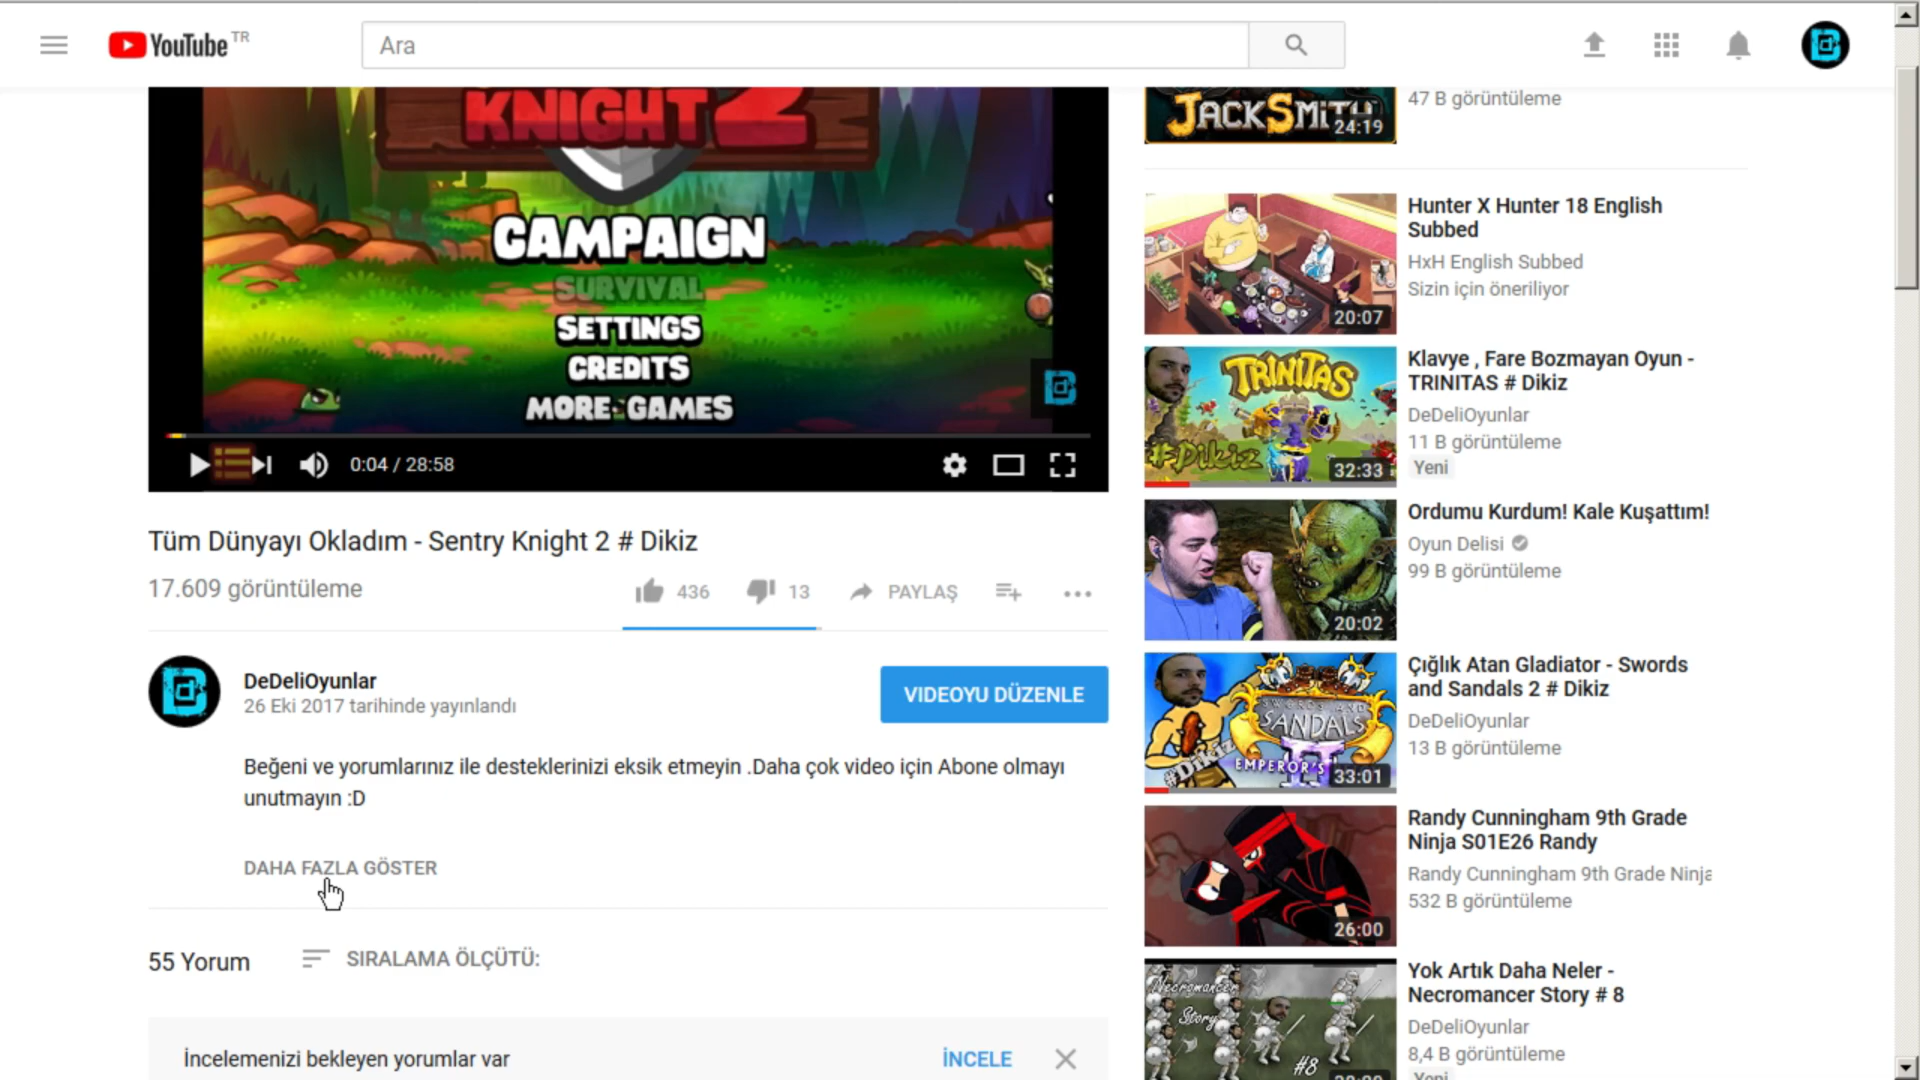 YouTube TR
Ara
KNIGHT 2
CAMPAIGN
SURVIVAL
SETTINGS
CREDITS
MORE GAMES
0:04 / 28:58
Tüm Dünyayı Okladım - Sentry Knight 2 # Dikiz
17.609 görüntüleme
436
13
PAYLAŞ
DeDeliOyunlar
26 Eki 2017 tarihinde yayınlandı
VIDEOYU DÜZENLE
Beğeni ve yorumlarınız ile desteklerinizi eksik etmeyin .Daha çok video için Abone olmayı
unutmayın :D
DAHA FAZLA GÖSTER
55 Yorum
SIRALAMA ÖLÇÜTÜ:
İncelemenizi bekleyen yorumlar var
İNCELE
JACKSMITH
24:19
47 B görüntüleme
20:07
Hunter X Hunter 18 English
Subbed
HxH English Subbed
Sizin için öneriliyor
TRINITAS
#Dikiz
32:33
Klavye , Fare Bozmayan Oyun -
TRINITAS # Dikiz
DeDeliOyunlar
11 B görüntüleme
Yeni
20:02
Ordumu Kurdum! Kale Kuşattım!
Oyun Delisi
99 B görüntüleme
SWORDS AND
SANDALS
II
EMPEROR'S
#Dikiz
33:01
Çığlık Atan Gladiator - Swords
and Sandals 2 # Dikiz
DeDeliOyunlar
13 B görüntüleme
26:00
Randy Cunningham 9th Grade
Ninja S01E26 Randy
Randy Cunningham 9th Grade Ninja
532 B görüntüleme
Necromancer
Story
#8
Yok Artık Daha Neler -
Necromancer Story # 8
DeDeliOyunlar
8,4 B görüntüleme
Yeni